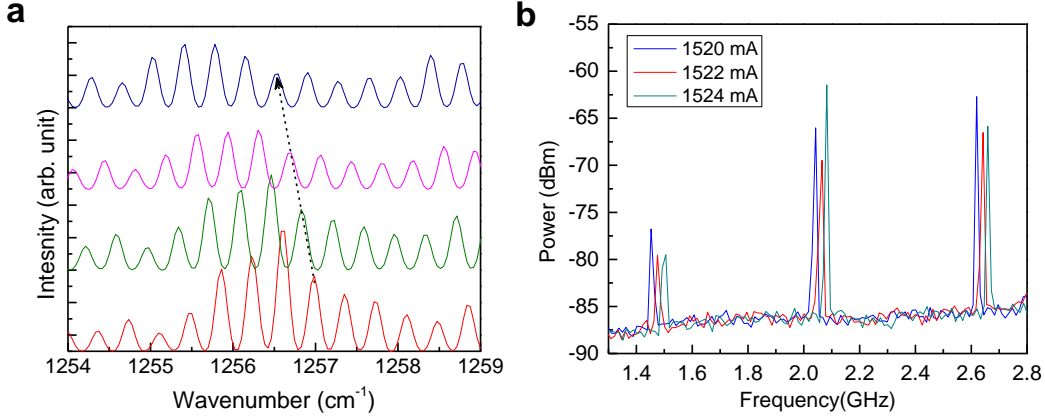 a
Intesnity (arb. unit)
1254 1255 1256 1257 1258 1259
Wavenumber (cm⁻¹)
b
-55
-60
-65
-70
-75
-80
-85
-90
Power (dBm)
1520 mA
1522 mA
1524 mA
1.4 1.6 1.8 2.0 2.2 2.4 2.6 2.8
Frequency(GHz)